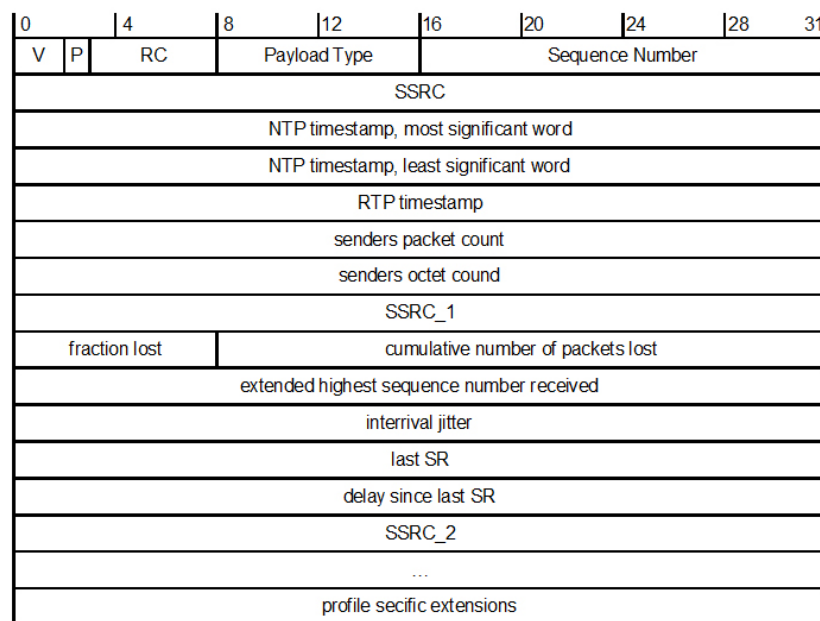 0 4 8 12 16 20 24 28 31
V P RC Payload Type Sequence Number
SSRC
NTP timestamp, most significant word
NTP timestamp, least significant word
RTP timestamp
senders packet count
senders octet cound
SSRC_1
fraction lost cumulative number of packets lost
extended highest sequence number received
interrival jitter
last SR
delay since last SR
SSRC_2
...
profile secific extensions